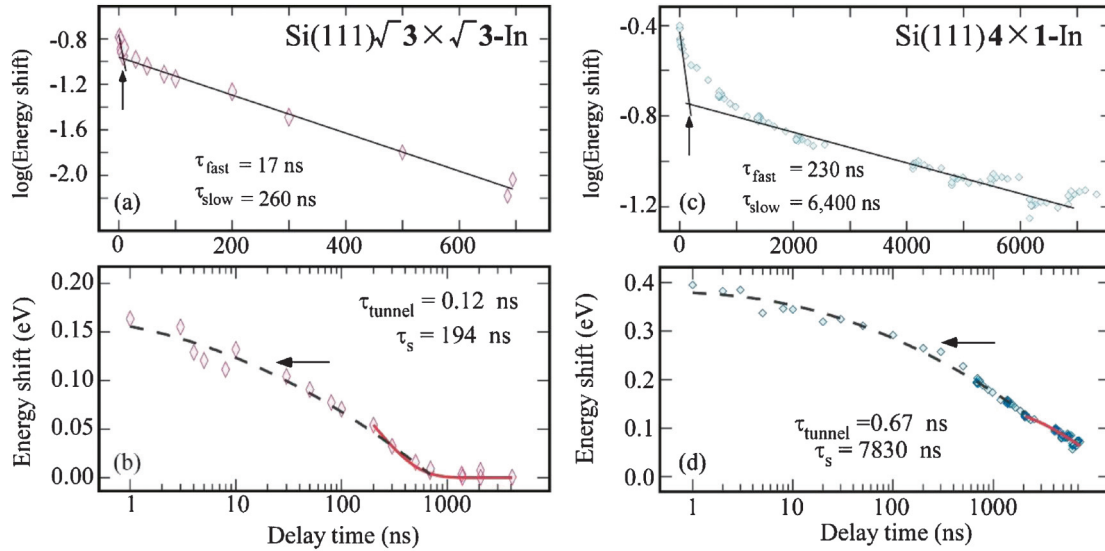 (a)
Si(111)√3×√3-In
log(Energy shift)
-0.8
-1.2
-1.6
-2.0
τfast = 17 ns
τslow = 260 ns
0
200
400
600
(c)
Si(111)4×1-In
log(Energy shift)
-0.4
-0.8
-1.2
τfast = 230 ns
τslow = 6,400 ns
0
2000
4000
6000
(b)
Energy shift (eV)
0.20
0.15
0.10
0.05
0.00
τtunnel = 0.12 ns
τs = 194 ns
1
10
100
1000
Delay time (ns)
(d)
Energy shift (eV)
0.4
0.3
0.2
0.1
0.0
τtunnel =0.67 ns
τs = 7830 ns
1
10
100
1000
Delay time (ns)